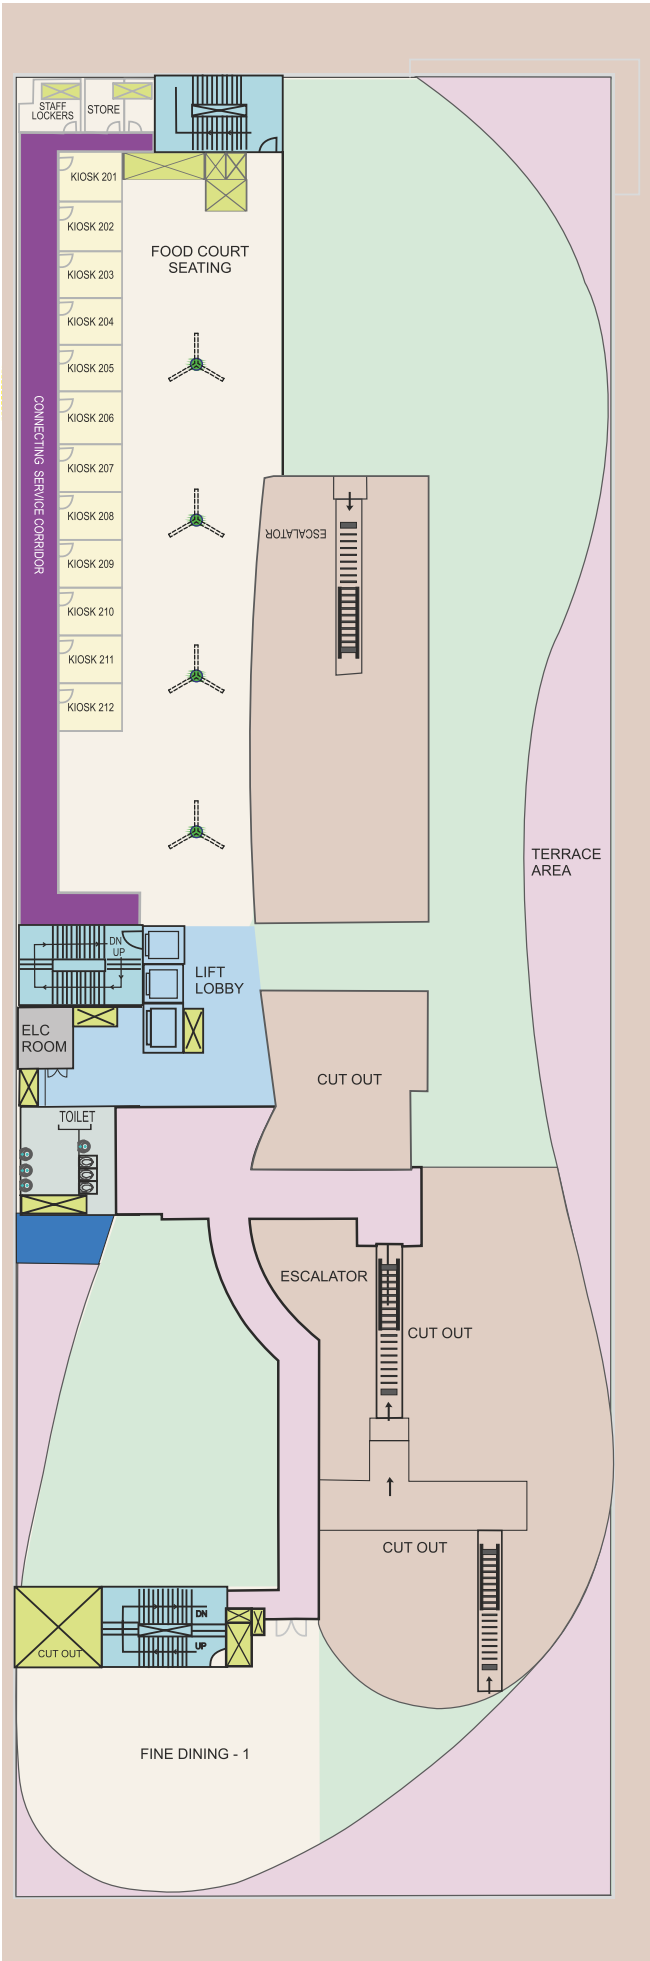 STAFF
LOCKERS
STORE
KIOSK 201
KIOSK 202
FOOD COURT
SEATING
KIOSK 203
KIOSK 204
KIOSK 205
KIOSK 206
CONNECTING SERVICE CORRIDOR
KIOSK 207
KIOSK 208
ESCALATOR
KIOSK 209
KIOSK 210
KIOSK 211
KIOSK 212
TERRACE
AREA
DN
UP
LIFT
LOBBY
ELC
ROOM
CUT OUT
TOILET
ESCALATOR
CUT OUT
CUT OUT
DN
UP
CUT OUT
FINE DINING - 1